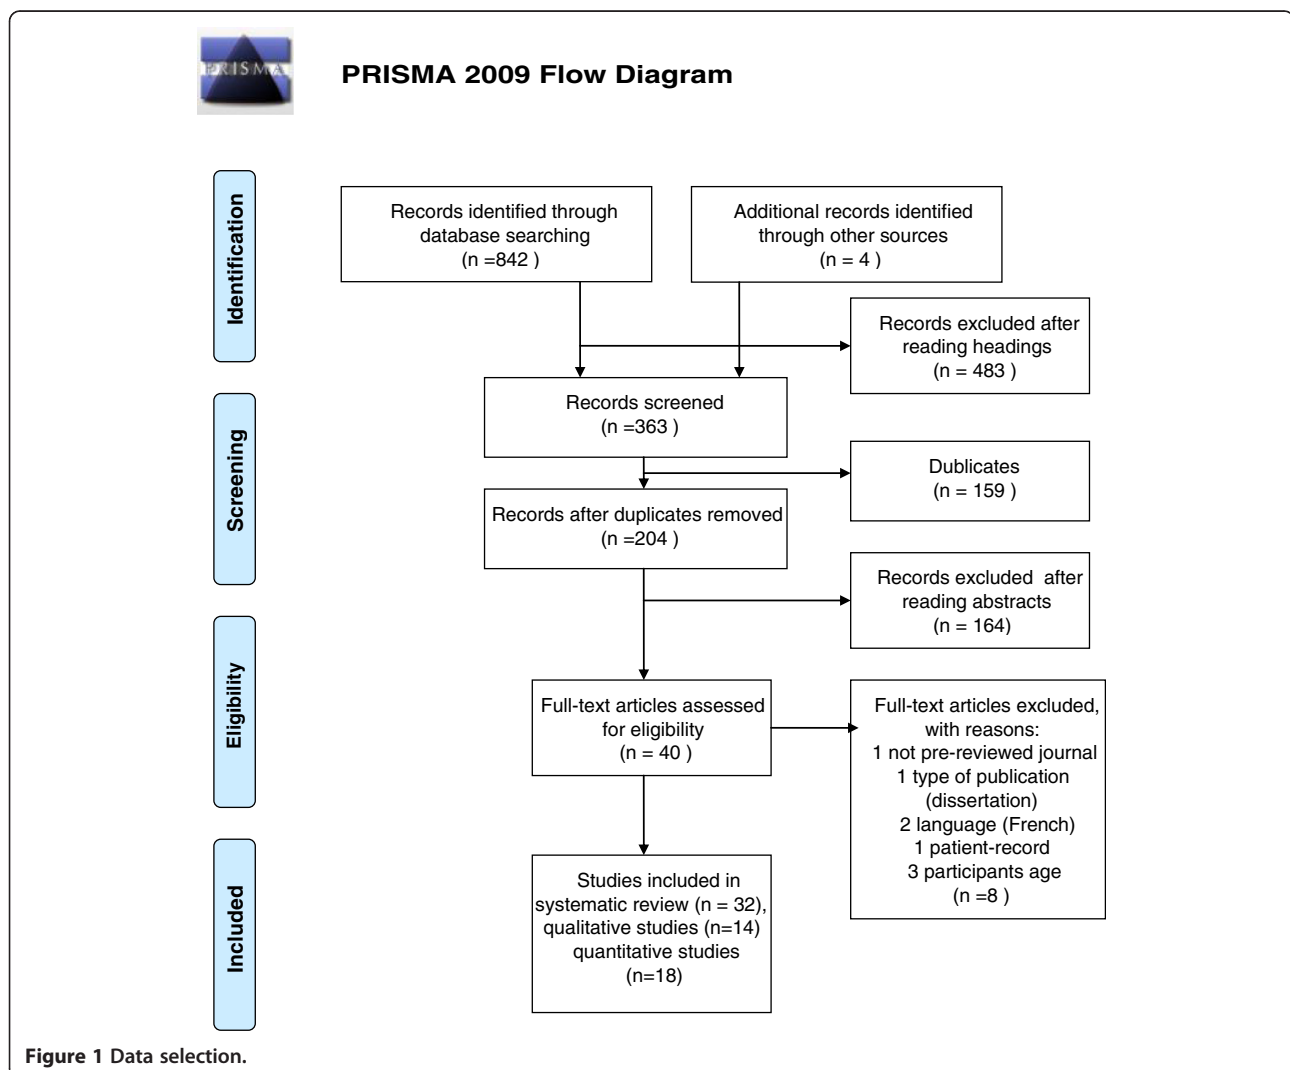 PRISMA
PRISMA 2009 Flow Diagram
Identification
Records identified through
database searching
(n =842 )
Additional records identified
through other sources
(n = 4 )
Records excluded after
reading headings
(n = 483 )
Screening
Records screened
(n =363 )
Dublicates
(n = 159 )
Records after duplicates removed
(n =204 )
Records excluded  after
reading abstracts
(n = 164)
Eligibility
Full-text articles assessed
for eligibility
(n = 40 )
Full-text articles excluded,
with reasons:
1 not pre-reviewed journal
1 type of publication
(dissertation)
2 language (French)
1 patient-record
3 participants age
(n =8 )
Included
Studies included in
systematic review (n = 32),
qualitative studies (n=14)
quantitative studies
(n=18)
Figure 1 Data selection.